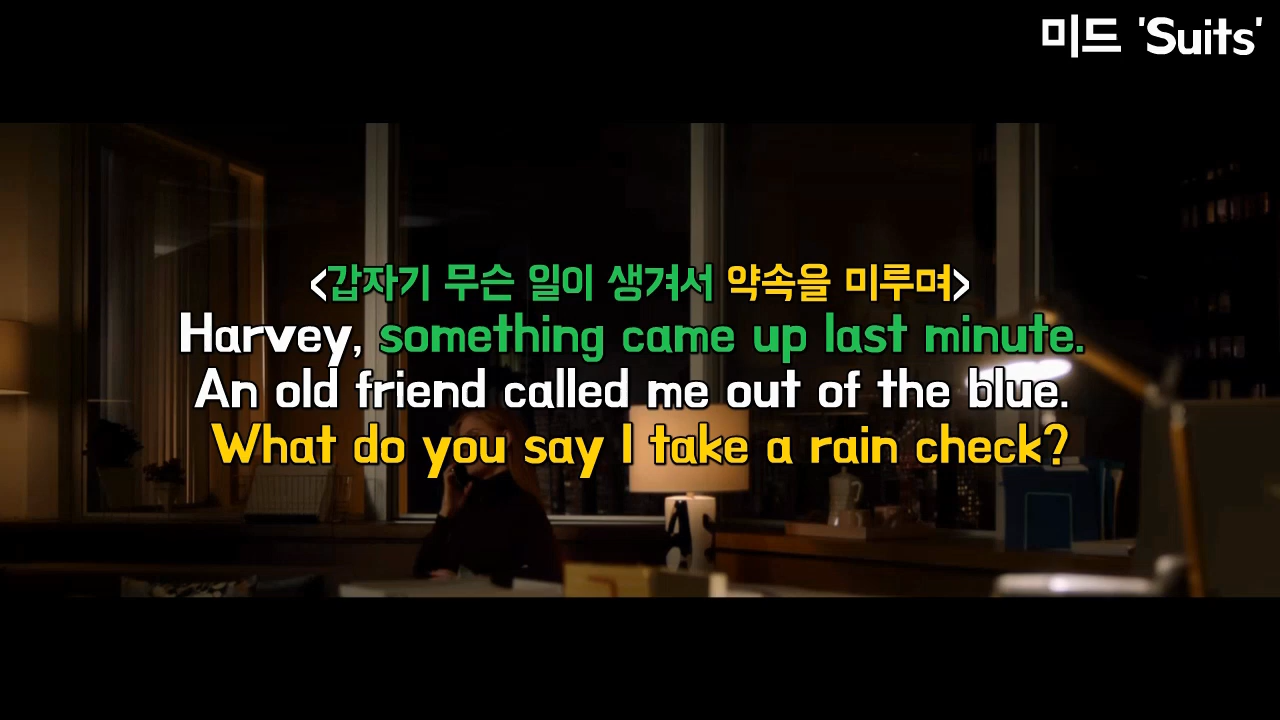 미드 'Suits'
<갑자기 무슨 일이 생겨서 약속을 미루며>
Harvey, something came up last minute.
An old friend called me out of the blue.
What do you say I take a rain check?